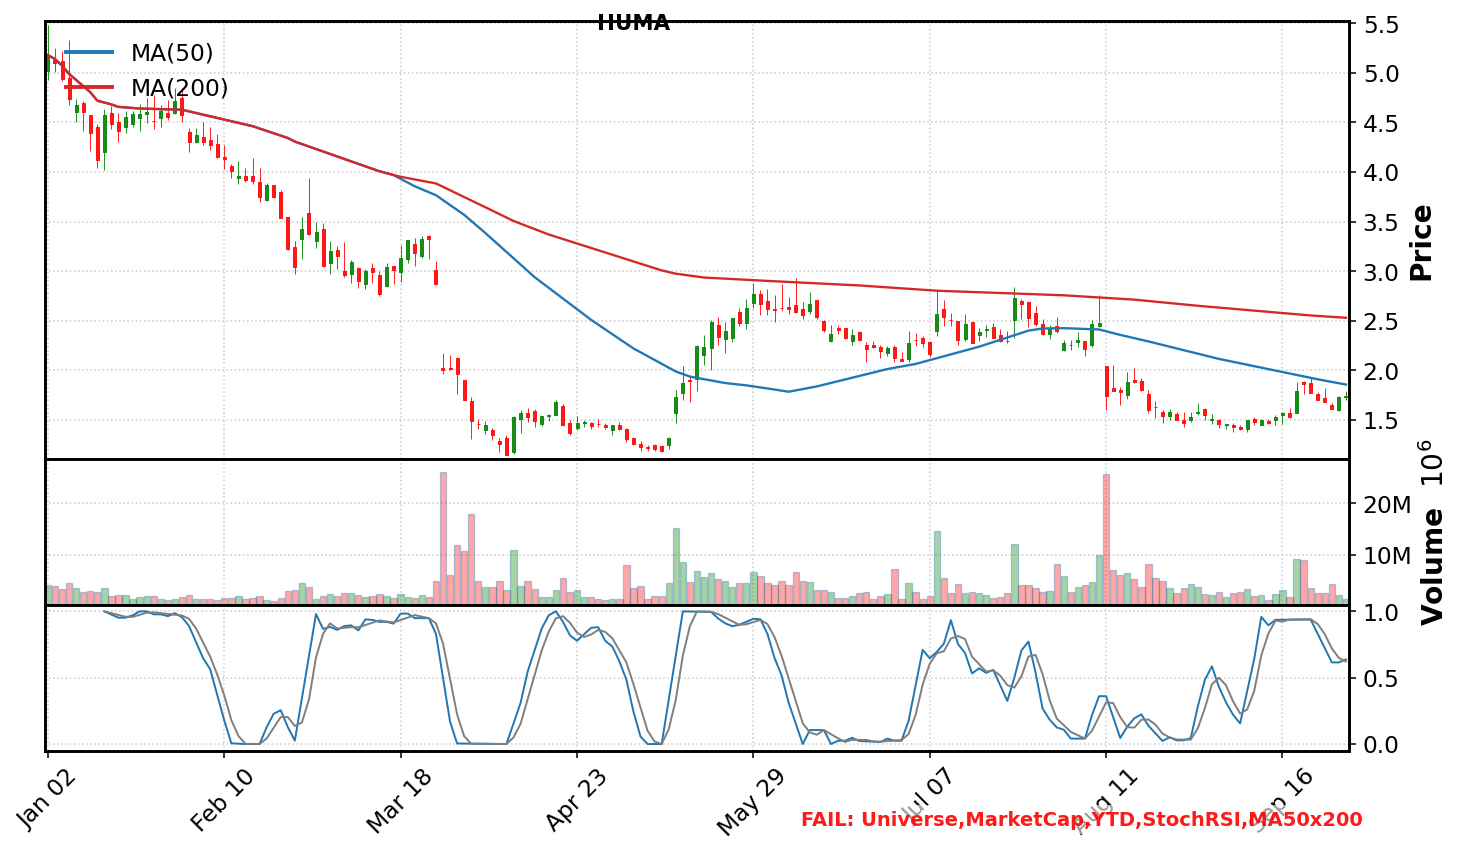 HUMA
MA(50)
MA(200)
5.5
5.0
4.5
4.0
3.5
3.0
2.5
2.0
1.5
Price
20M
10M
Volume 10^6
1.0
0.5
0.0
Jan 02
Feb 10
Mar 18
Apr 23
May 29
Jul 07
Aug 11
Sep 16
FAIL: Universe,MarketCap,YTD,StochRSI,MA50x200